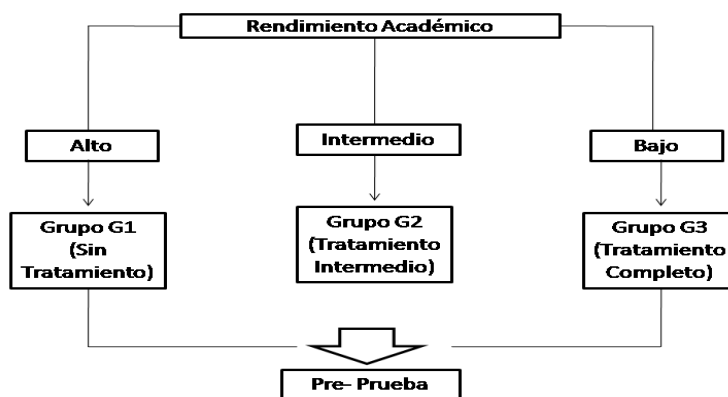 Rendimiento Académico
Alto
Intermedio
Bajo
Grupo G1
(Sin
Tratamiento)
Grupo G2
(Tratamiento
Intermedio)
Grupo G3
(Tratamiento
Completo)
Pre- Prueba